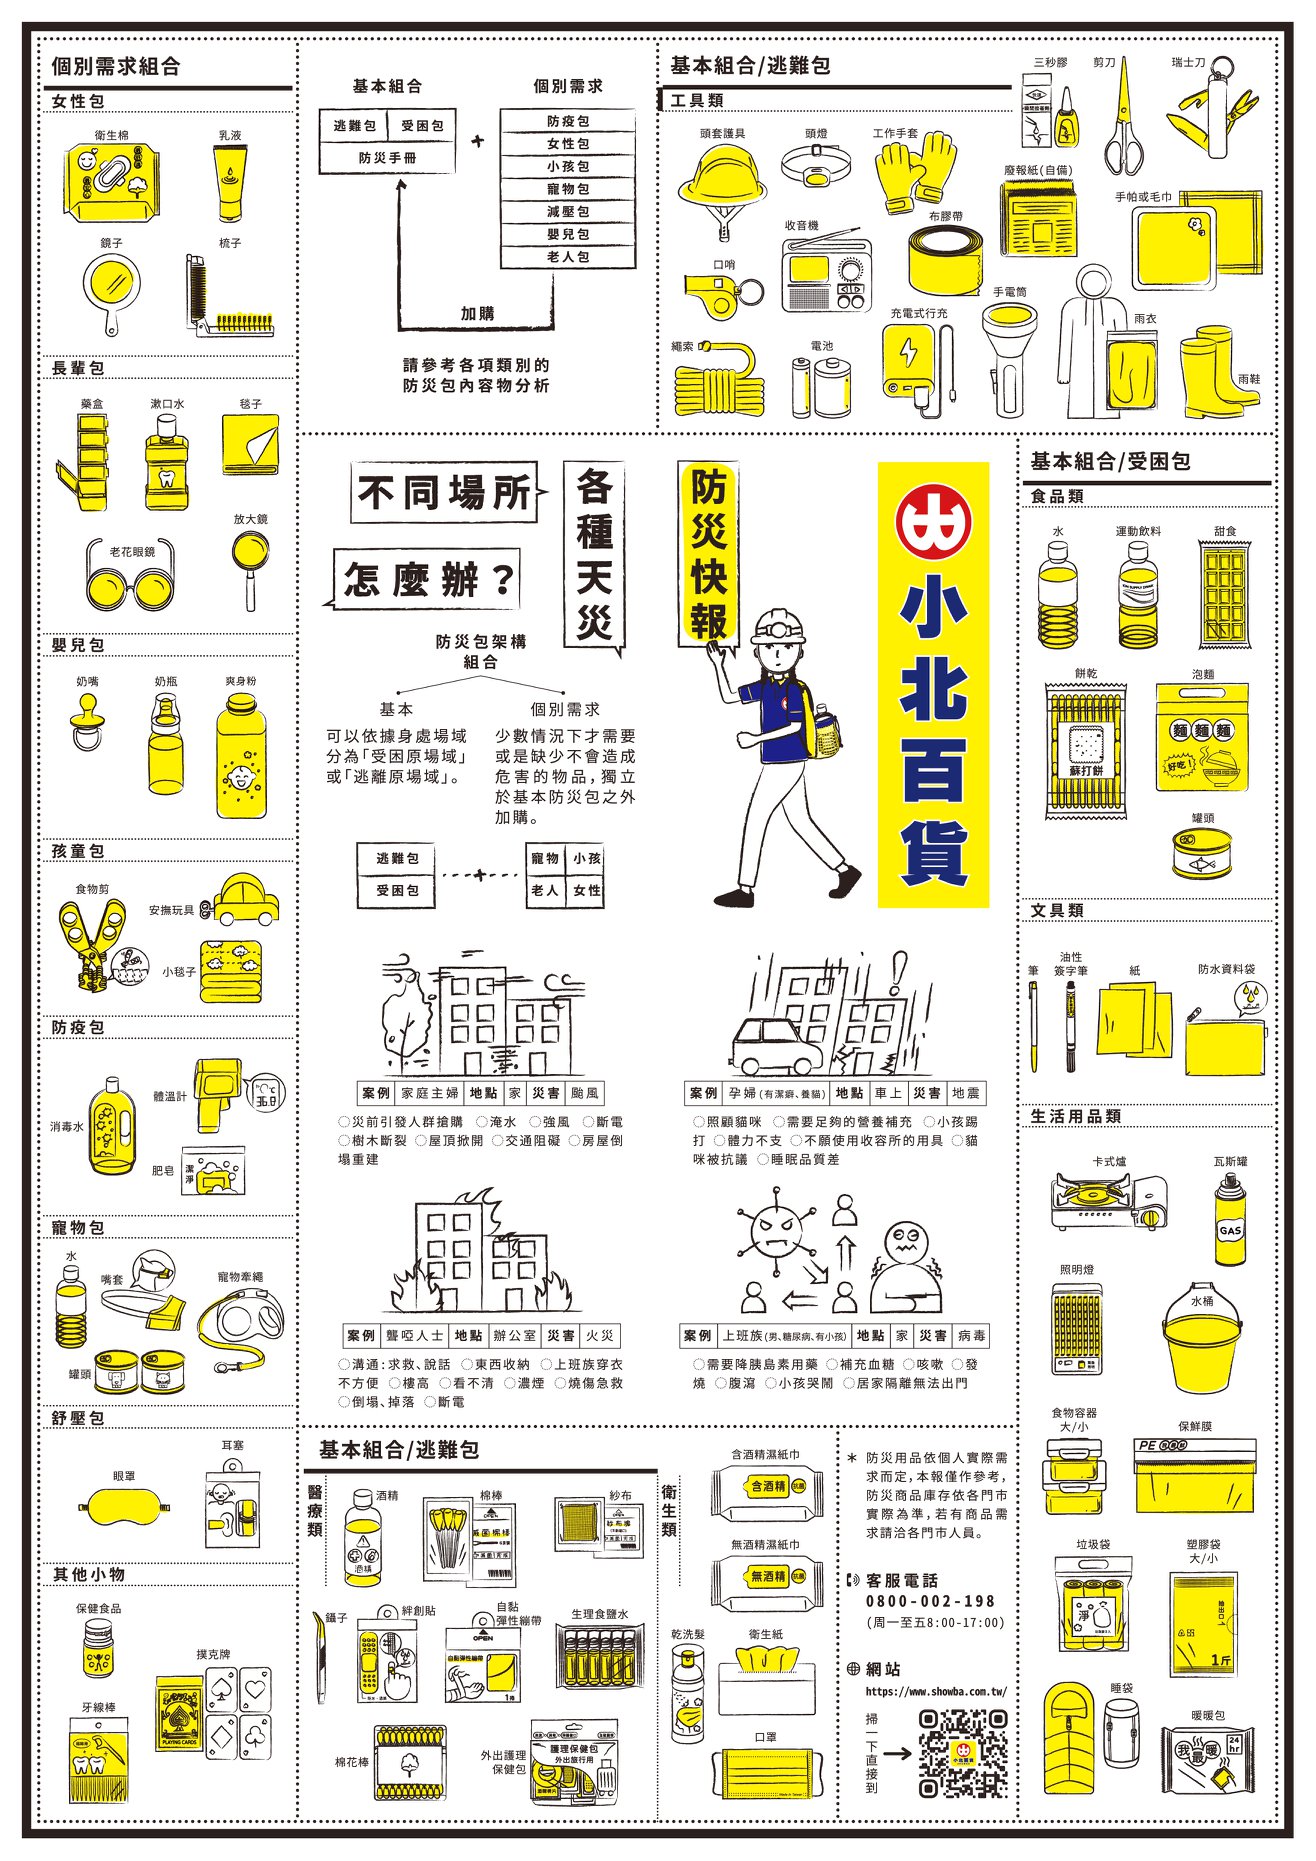 個別需求組合
女性包
衛生棉
乳液
鏡子
梳子
長輩包
藥盒
漱口水
毯子
老花眼鏡
放大鏡
嬰兒包
奶嘴
奶瓶
爽身粉
孩童包
食物剪
安撫玩具
小毯子
防疫包
消毒水
體溫計
36.8
肥皂
潔淨
寵物包
水
嘴套
寵物牽繩
罐頭
舒壓包
眼罩
耳塞
其他小物
保健食品
撲克牌
PLAYING CARDS
牙線棒
基本組合
個別需求
逃難包
受困包
防災手冊
+
防疫包
女性包
小孩包
寵物包
減壓包
嬰兒包
老人包
加購
請參考各項類別的
防災包內容物分析
基本組合/逃難包
工具類
三秒膠
剪刀
瑞士刀
頭套護具
頭燈
工作手套
廢報紙(自備)
手帕或毛巾
收音機
布膠帶
口哨
手電筒
充電式行充
雨衣
繩索
電池
雨鞋
防災快報
各種天災
不同場所
怎麼辦？
小北百貨
防災包架構
組合
基本
可以依據身處場域
分為「受困原場域」
或「逃離原場域」。
個別需求
少數情況下才需要
或是缺少不會造成
危害的物品，獨立
於基本防災包之外
加購。
逃難包
受困包
+
寵物 小孩
老人 女性
案例 家庭主婦 地點 家 災害 颱風
◌災前引發人群搶購 ◌淹水 ◌強風 ◌斷電
◌樹木斷裂 ◌屋頂掀開 ◌交通阻礙 ◌房屋倒
塌重建
案例 孕婦(有潔癖、養貓) 地點 車上 災害 地震
◌照顧貓咪 ◌需要足夠的營養補充 ◌小孩踢
打 ◌體力不支 ◌不願使用收容所的用具 ◌貓
咪被抗議 ◌睡眠品質差
案例 聾啞人士 地點 辦公室 災害 火災
◌溝通:求救、說話 ◌東西收納 ◌上班族穿衣
不方便 ◌樓高 ◌看不清 ◌濃煙 ◌燒傷急救
◌倒塌、掉落 ◌斷電
案例 上班族(男、糖尿病、有小孩) 地點 家 災害 病毒
◌需要降胰島素用藥 ◌補充血糖 ◌咳嗽 ◌發
燒 ◌腹瀉 ◌小孩哭鬧 ◌居家隔離無法出門
基本組合/受困包
食品類
水
運動飲料
甜食
餅乾
蘇打餅
泡麵
麵麵麵
好吃！
罐頭
文具類
筆
油性
簽字筆
紙
防水資料袋
生活用品類
卡式爐
瓦斯罐
GAS
照明燈
水桶
食物容器
大/小
保鮮膜
PE
垃圾袋
淨
塑膠袋
大/小
抽出口
1斤
睡袋
暖暖包
我最暖
24hr
基本組合/逃難包
醫療類
酒精
酒精
棉棒
紗布
鑷子
絆創貼
自黏
彈性繃帶
OPEN
自黏彈性繃帶
1捲
生理食鹽水
棉花棒
外出護理
保健包
護理保健包
外出旅行用
衛生類
含酒精濕紙巾
含酒精
無酒精濕紙巾
無酒精
乾洗髮
衛生紙
口罩
Made In Taiwan
* 防災用品依個人實際需
求而定，本報僅作參考，
防災商品庫存依各門市
實際為準，若有商品需
求請洽各門市人員。
客服電話
0800-002-198
(周一至五8:00-17:00)
網站
https://www.showba.com.tw/
掃一下直接到
小北百貨